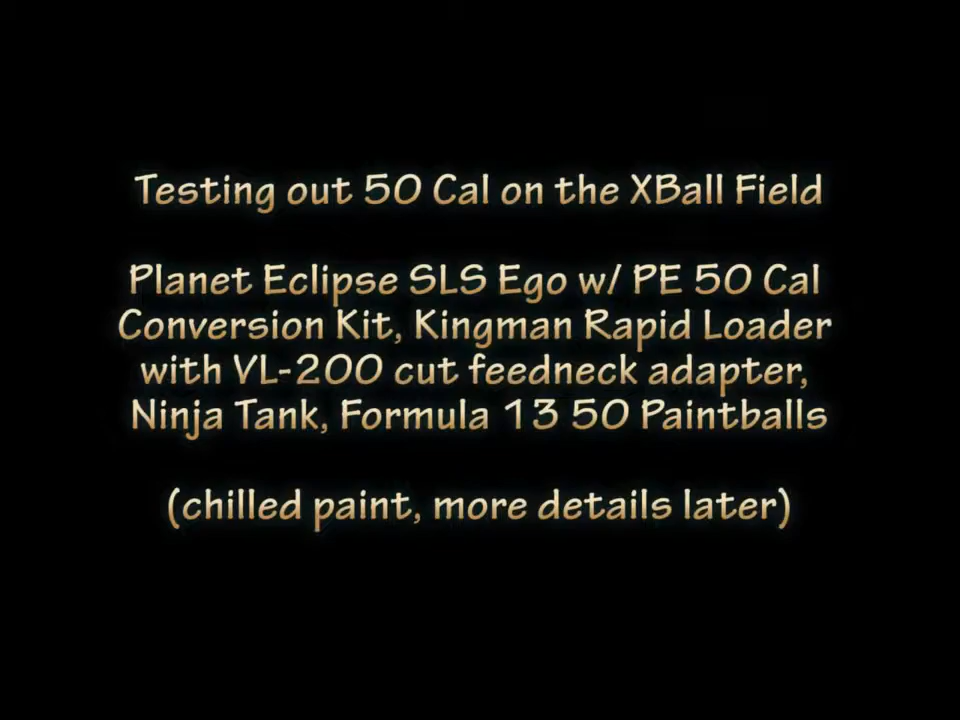 Testing out 50 Cal on the XBall Field
Planet Eclipse SLS Ego w/ PE 50 Cal
Conversion Kit, Kingman Rapid Loader
with VL-200 cut feedneck adapter,
Ninja Tank, Formula 13 50 Paintballs
(chilled paint, more details later)